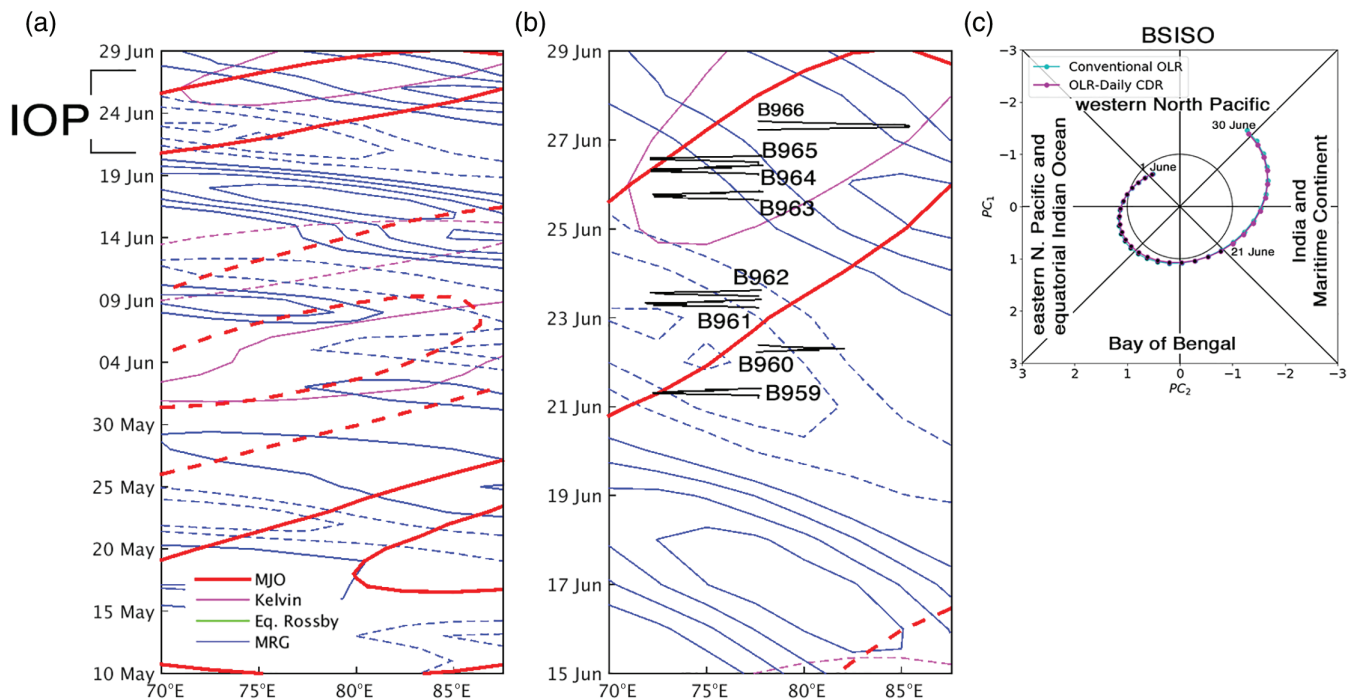 (a)
29 Jun
24 Jun
19 Jun
14 Jun
09 Jun
04 Jun
30 May
25 May
20 May
15 May
10 May
IOP
MJO
Kelvin
Eq. Rossby
MRG
70°E
75°E
80°E
85°E
(b)
29 Jun
27 Jun
25 Jun
23 Jun
21 Jun
19 Jun
17 Jun
15 Jun
B966
B965
B964
B963
B962
B961
B960
B959
70°E
75°E
80°E
85°E
(c)
BSISO
−3
−2
−1
0
1
2
3
PC1
Conventional OLR
OLR-Daily CDR
western North Pacific
30 June
1 June
21 June
eastern N. Pacific and
equatorial Indian Ocean
India and
Maritime Continent
Bay of Bengal
3
2
1
0
−1
−2
−3
PC2